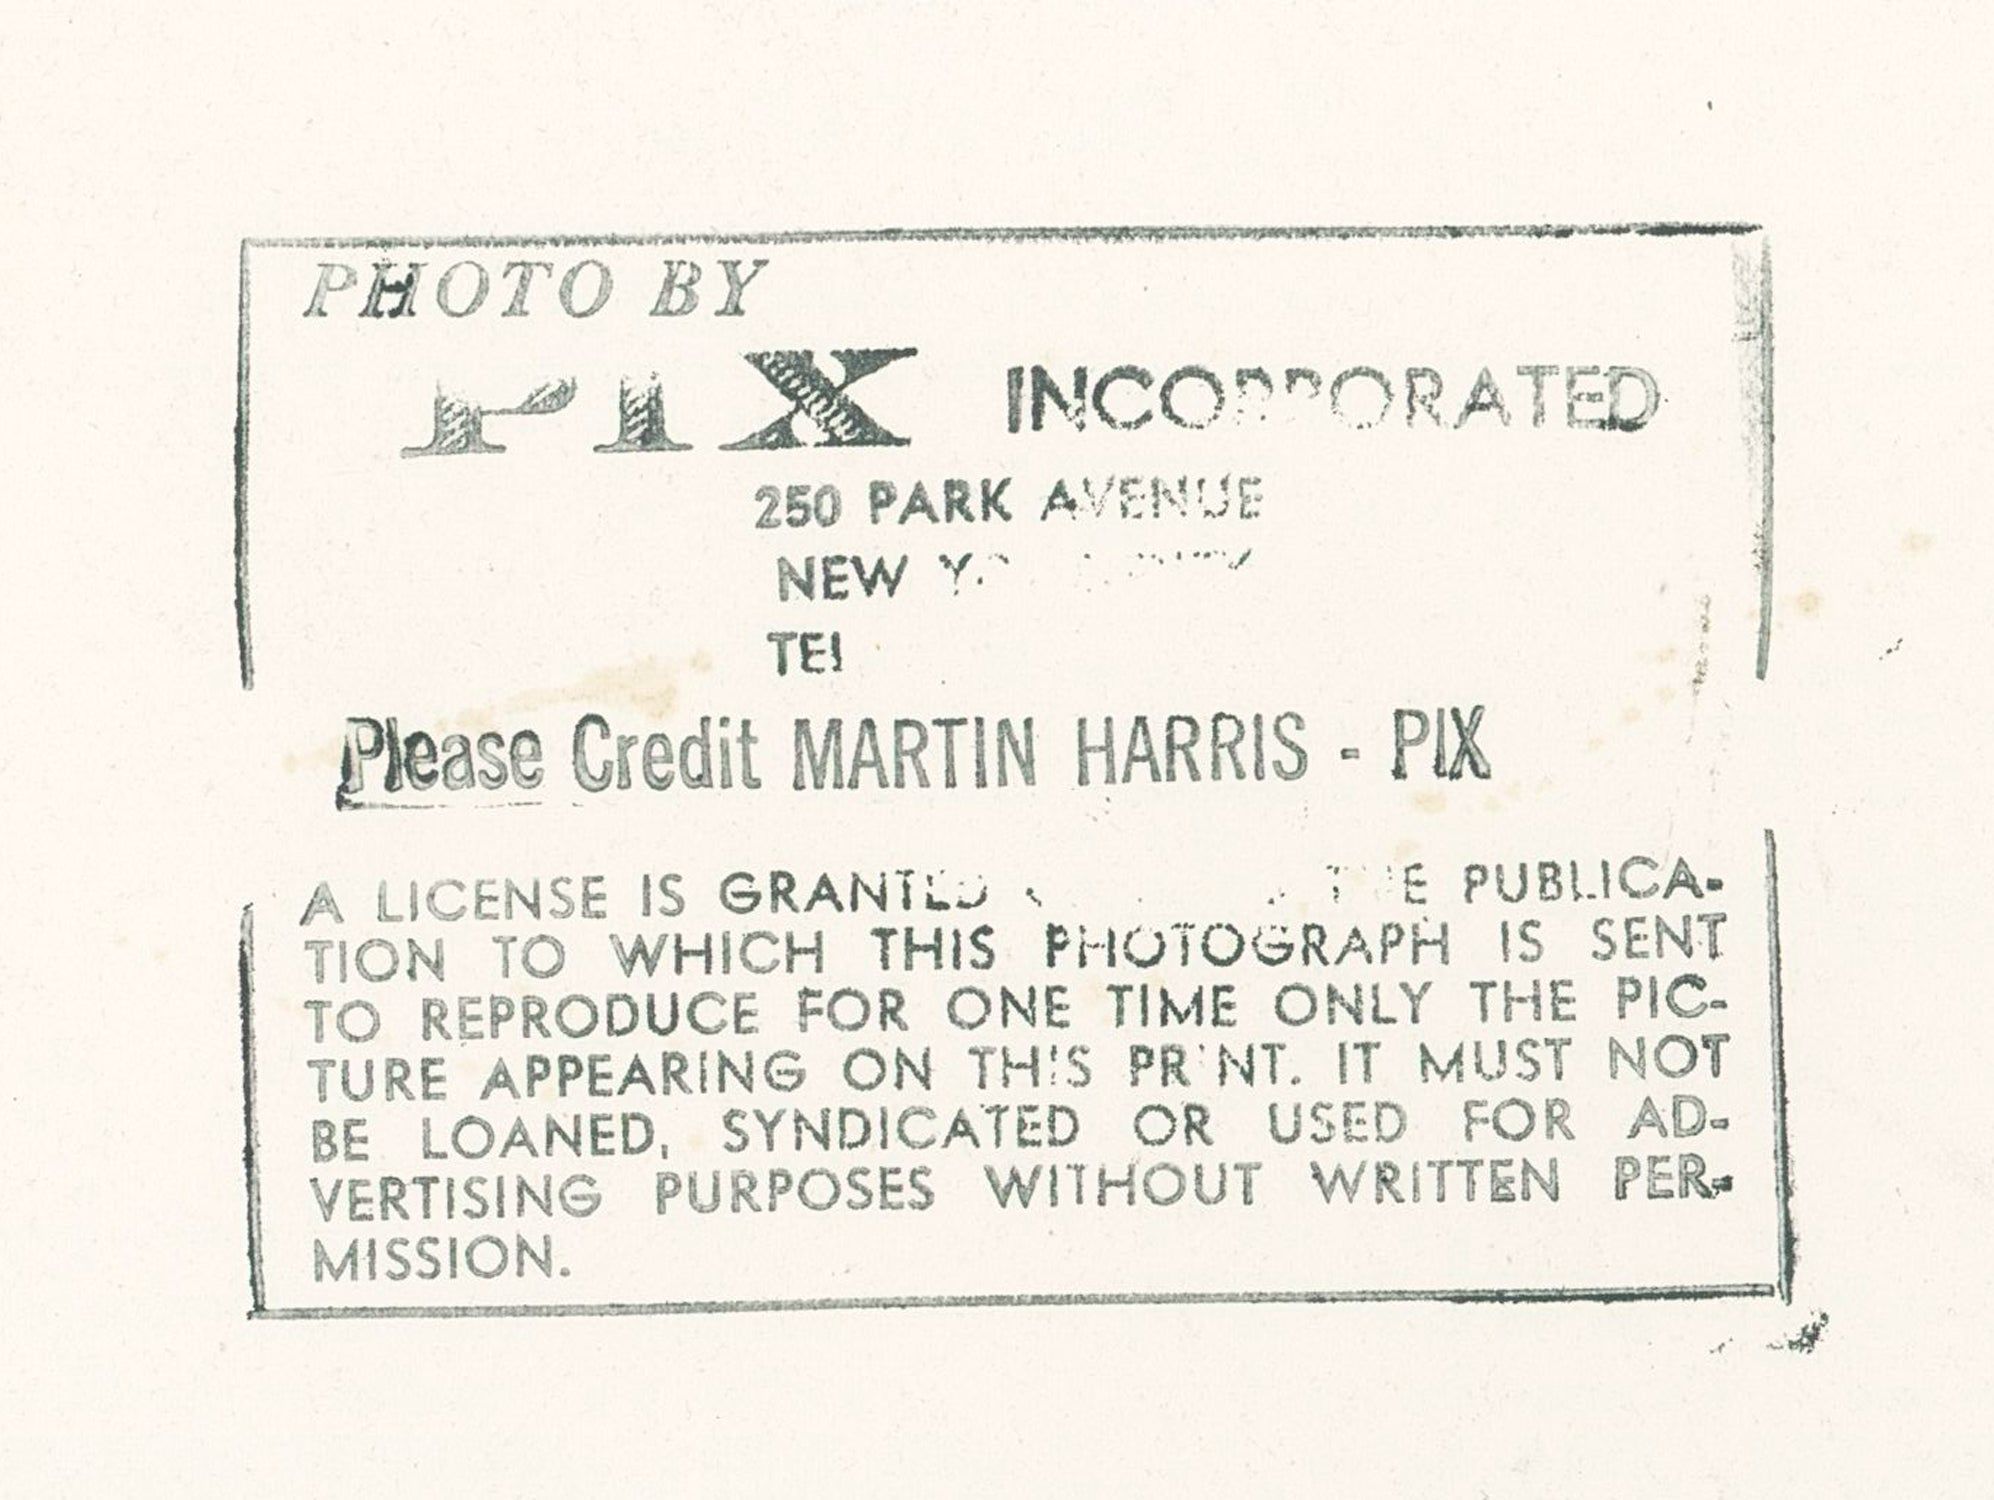 PHOTO BY
PIX INCORPORATED
250 PARK AVENUE
NEW
Please Credit MARTIN HARRIS - PIX
A LICENSE IS GRANTED THE PUBLICA-
TION TO WHICH THIS PHOTOGRAPH IS SENT
TO REPRODUCE FOR ONE TIME ONLY THE PIC-
TURE APPEARING ON THIS PRINT. IT MUST NOT
BE LOANED, SYNDICATED OR USED FOR AD-
VERTISING PURPOSES WITHOUT WRITTEN PER-
MISSION.